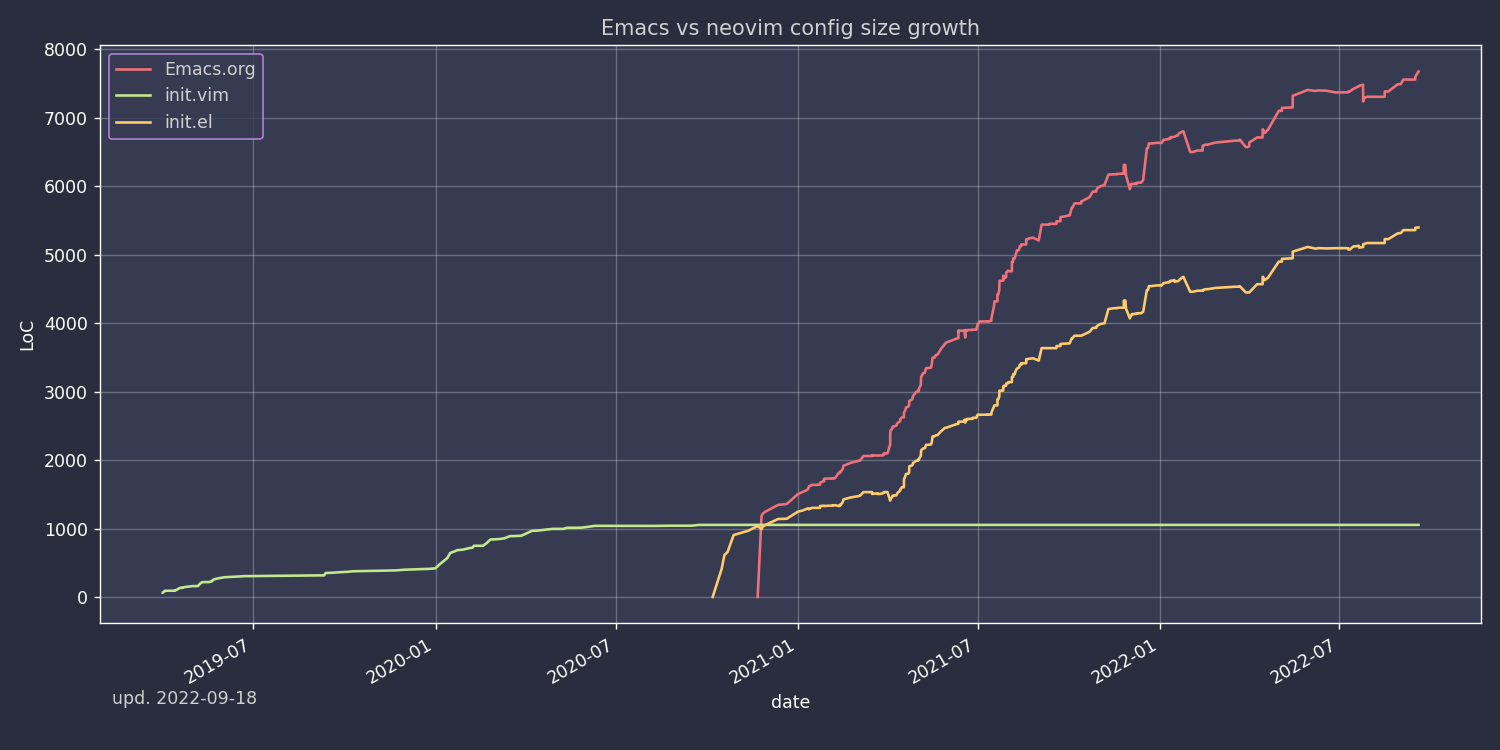 Emacs vs neovim config size growth
8000
7000
6000
5000
4000
3000
2000
1000
0
LoC
Emacs.org
init.vim
init.el
2019-07
2020-01
2020-07
2021-01
2021-07
2022-01
2022-07
date
upd. 2022-09-18